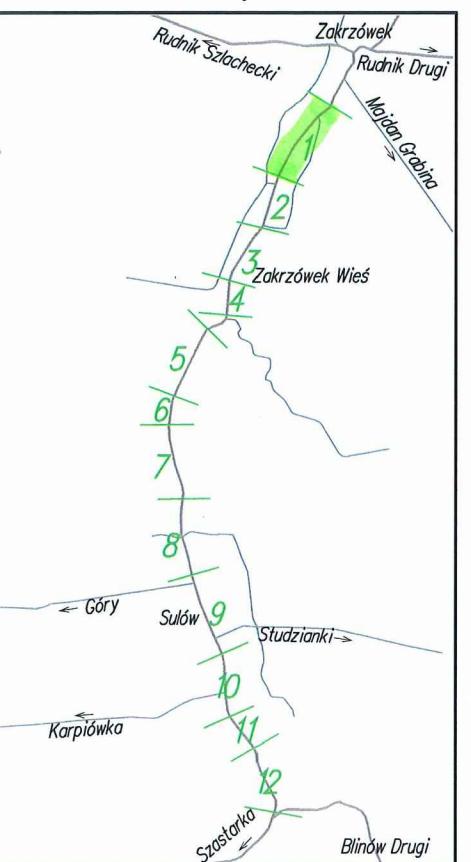 Zakrzówek
Rudnik Szlachecki
Rudnik Drugi
Majdan Grabina
1
2
3
Zakrzówek Wieś
4
5
6
7
8
Góry
Sulów
9
Studzianki
10
Karpiówka
11
12
Szastarka
Blinów Drugi